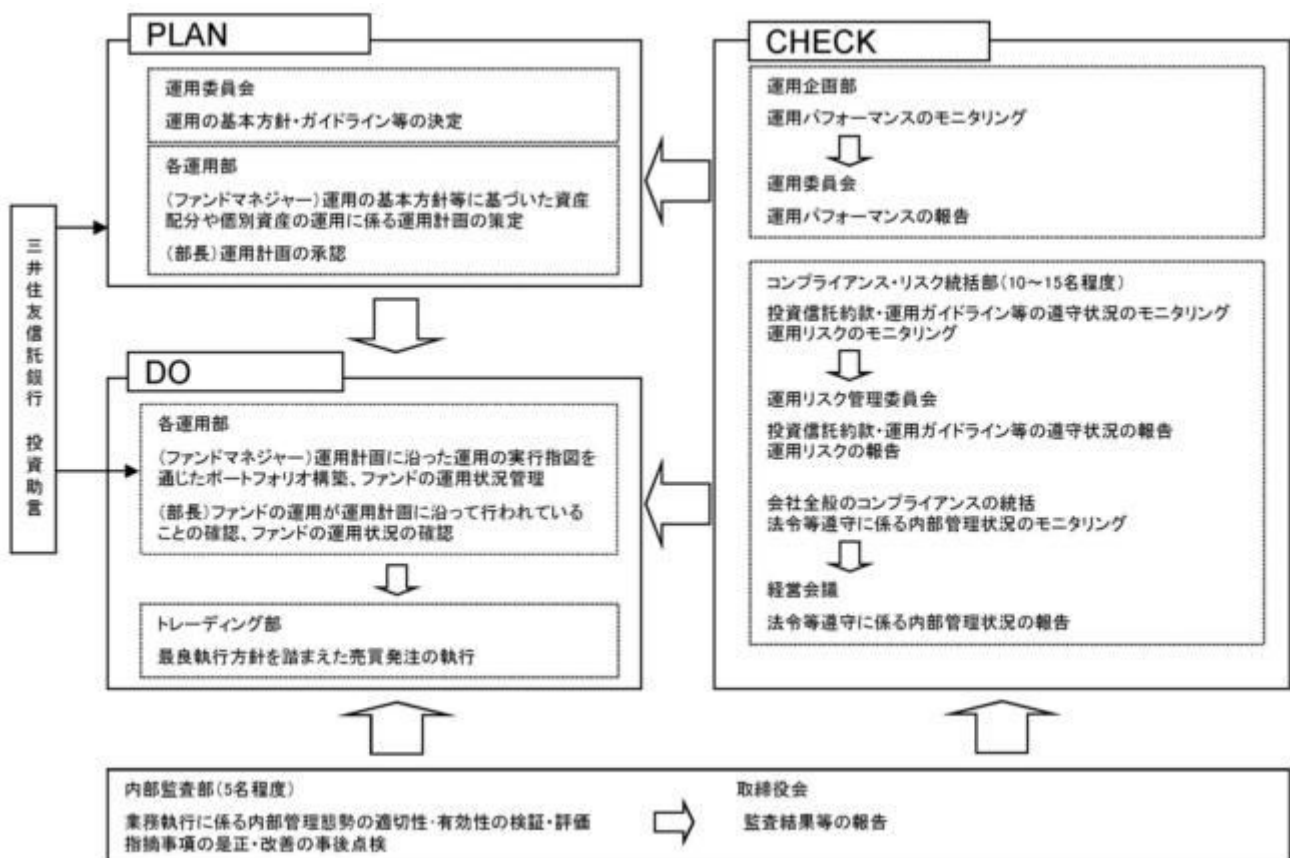 PLAN
運用委員会
運用の基本方針・ガイドライン等の決定
各運用部
(ファンドマネジャー)運用の基本方針等に基づいた資産
配分や個別資産の運用に係る運用計画の策定
(部長)運用計画の承認
三井住友信託銀行 投資助言
DO
各運用部
(ファンドマネジャー)運用計画に沿った運用の実行指図を
通じたポートフォリオ構築、ファンドの運用状況管理
(部長)ファンドの運用が運用計画に沿って行われている
ことの確認、ファンドの運用状況の確認
トレーディング部
最良執行方針を踏まえた売買発注の執行
CHECK
運用企画部
運用パフォーマンスのモニタリング
運用委員会
運用パフォーマンスの報告
コンプライアンス・リスク統括部(10~15名程度)
投資信託約款・運用ガイドライン等の遵守状況のモニタリング
運用リスクのモニタリング
運用リスク管理委員会
投資信託約款・運用ガイドライン等の遵守状況の報告
運用リスクの報告
会社全般のコンプライアンスの統括
法令等遵守に係る内部管理状況のモニタリング
経営会議
法令等遵守に係る内部管理状況の報告
内部監査部(5名程度)
業務執行に係る内部管理態勢の適切性・有効性の検証・評価
指摘事項の是正・改善の事後点検
取締役会
監査結果等の報告